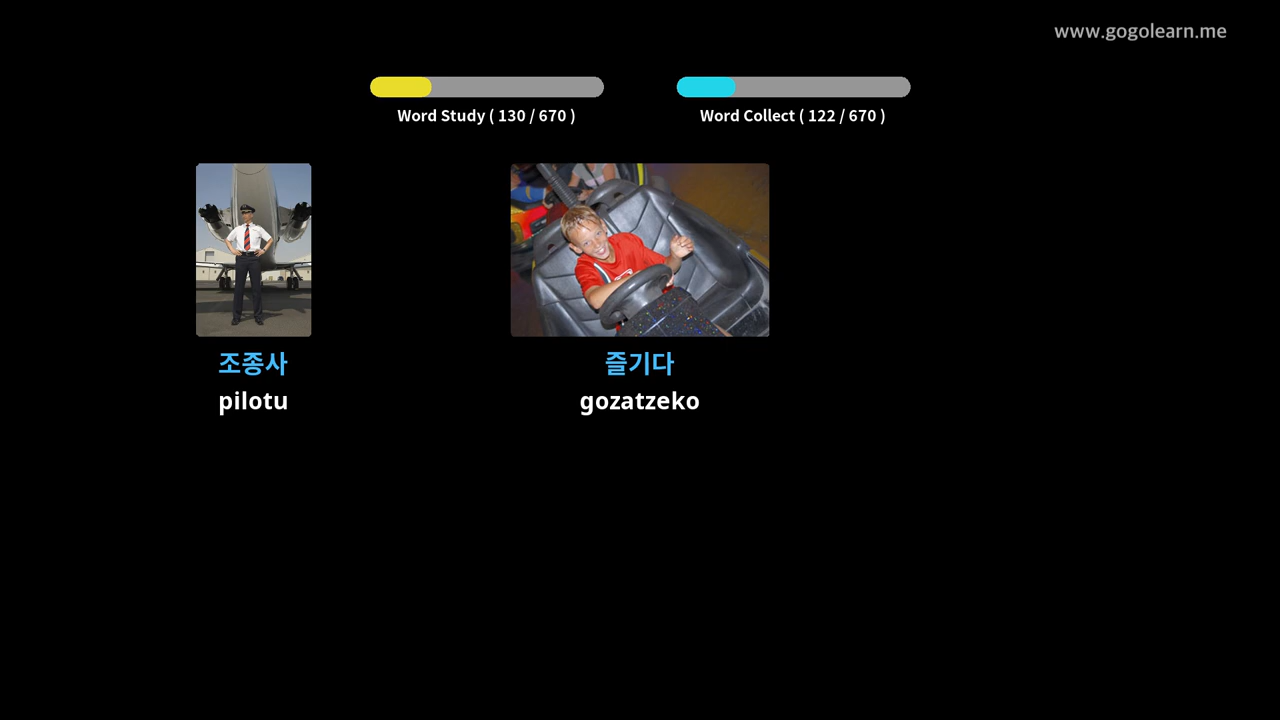 www.gogolearn.me
Word Study ( 130 / 670 )
Word Collect ( 122 / 670 )
조종사
pilotu
즐기다
gozatzeko